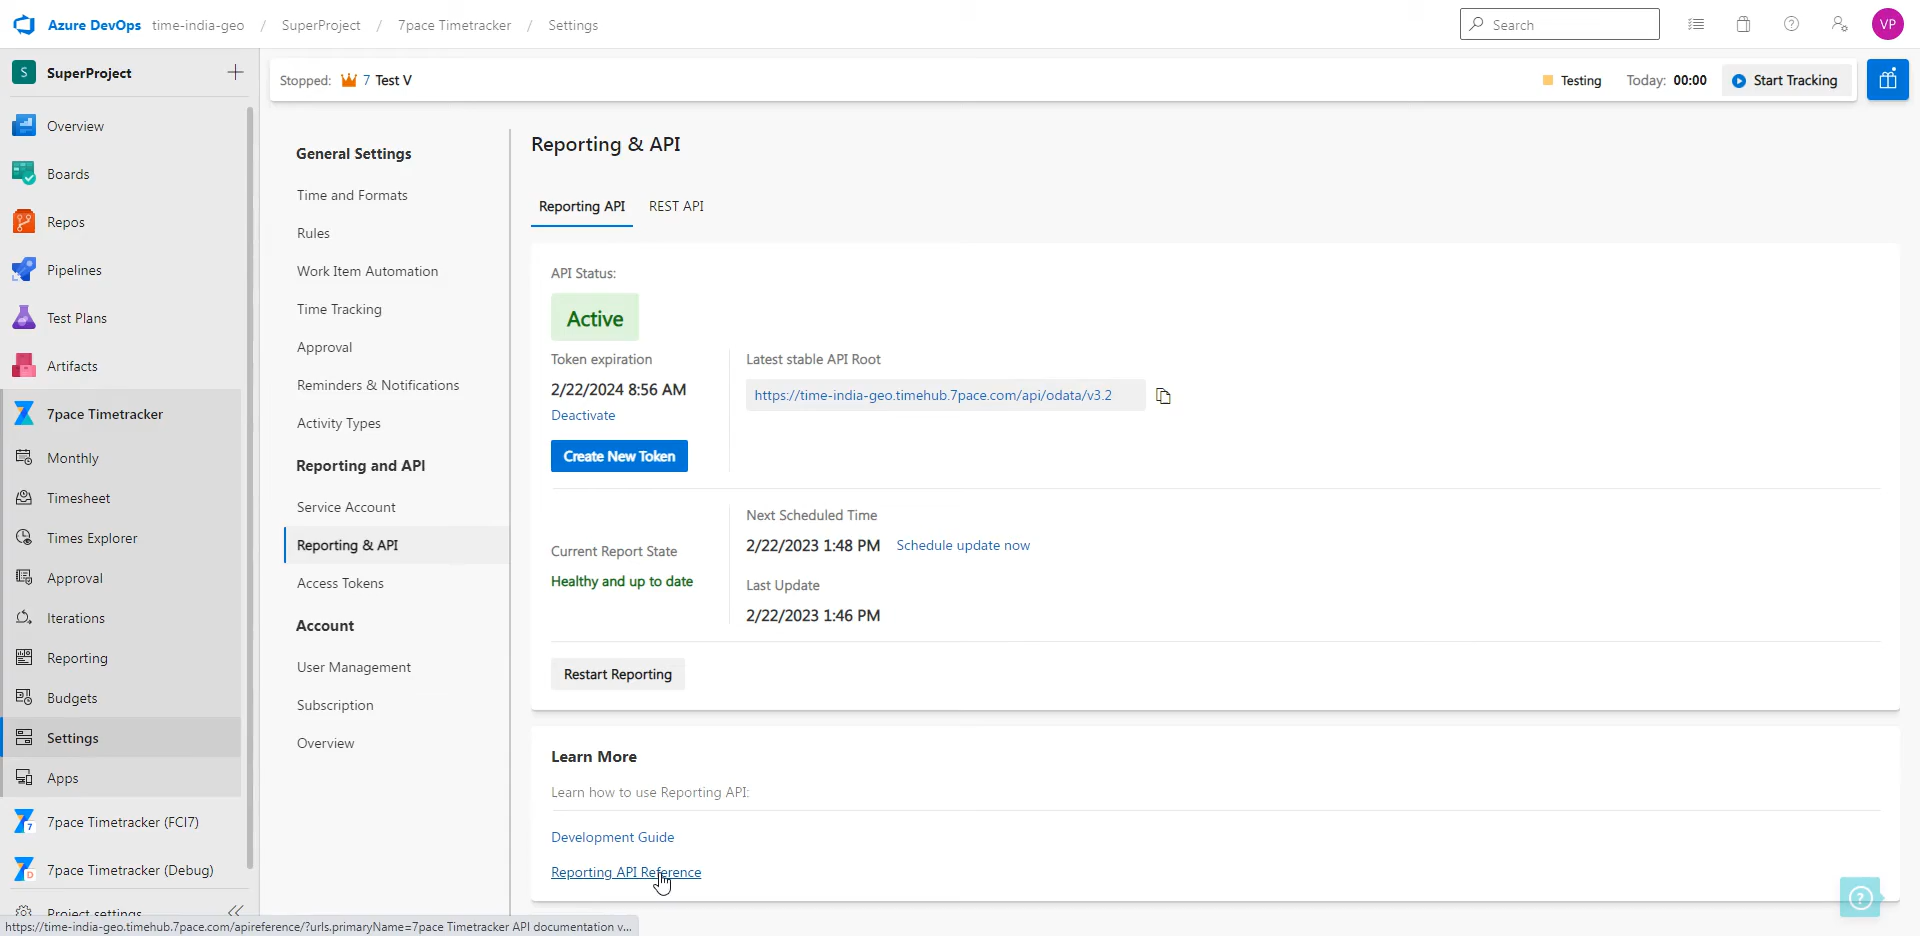 Azure DevOps time-india-geo / SuperProject / 7pace Timetracker / Settings
Search
VP
S SuperProject
Overview
Boards
Repos
Pipelines
Test Plans
Artifacts
7pace Timetracker
Monthly
Timesheet
Times Explorer
Approval
Iterations
Reporting
Budgets
Settings
Apps
7pace Timetracker (FCI7)
7pace Timetracker (Debug)
Project settings
https://time-india-geo.timehub.7pace.com/apireference/?urls.primaryName=7pace Timetracker API documentation v...
Stopped: 7 Test V
Testing Today: 00:00 Start Tracking
General Settings
Time and Formats
Rules
Work Item Automation
Time Tracking
Approval
Reminders & Notifications
Activity Types
Reporting and API
Service Account
Reporting & API
Access Tokens
Account
User Management
Subscription
Overview
Reporting & API
Reporting API REST API
API Status:
Active
Token expiration
2/22/2024 8:56 AM
Deactivate
Create New Token
Latest stable API Root
https://time-india-geo.timehub.7pace.com/api/odata/v3.2
Current Report State
Healthy and up to date
Next Scheduled Time
2/22/2023 1:48 PM Schedule update now
Last Update
2/22/2023 1:46 PM
Restart Reporting
Learn More
Learn how to use Reporting API:
Development Guide
Reporting API Reference